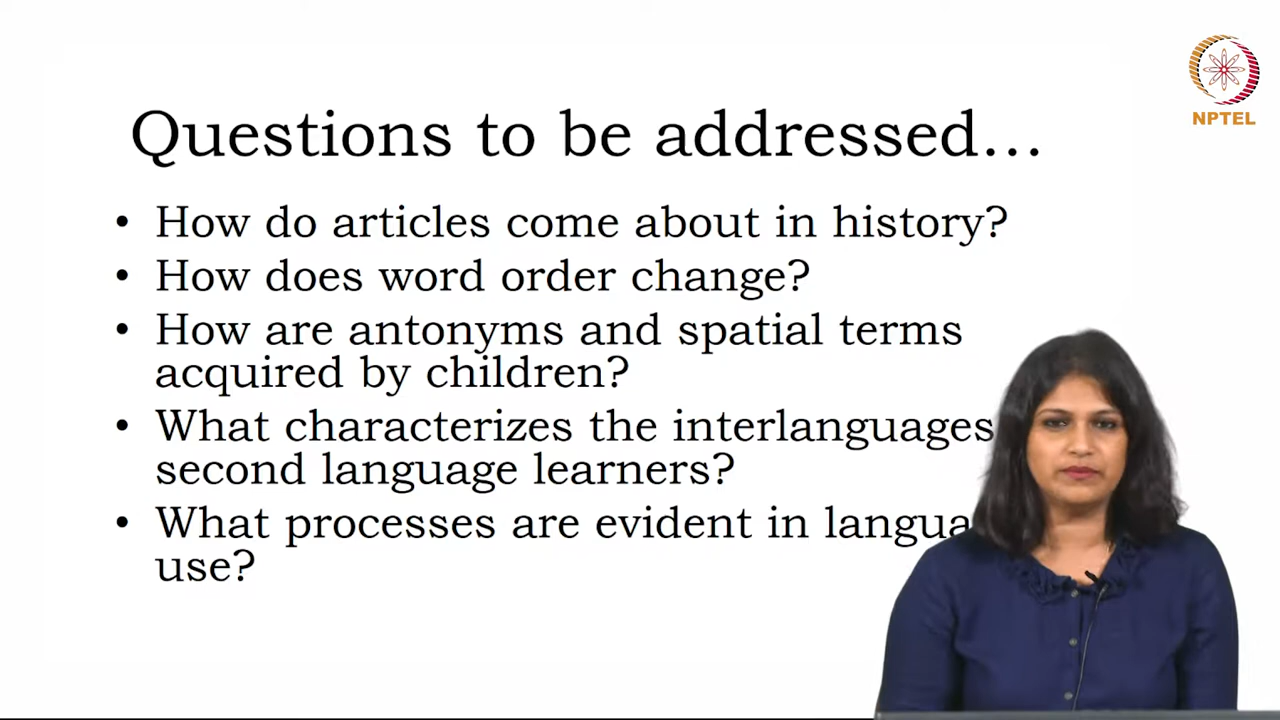 NPTEL
Questions to be addressed...
• How do articles come about in history?
• How does word order change?
• How are antonyms and spatial terms
acquired by children?
• What characterizes the interlanguages
second language learners?
• What processes are evident in
use?